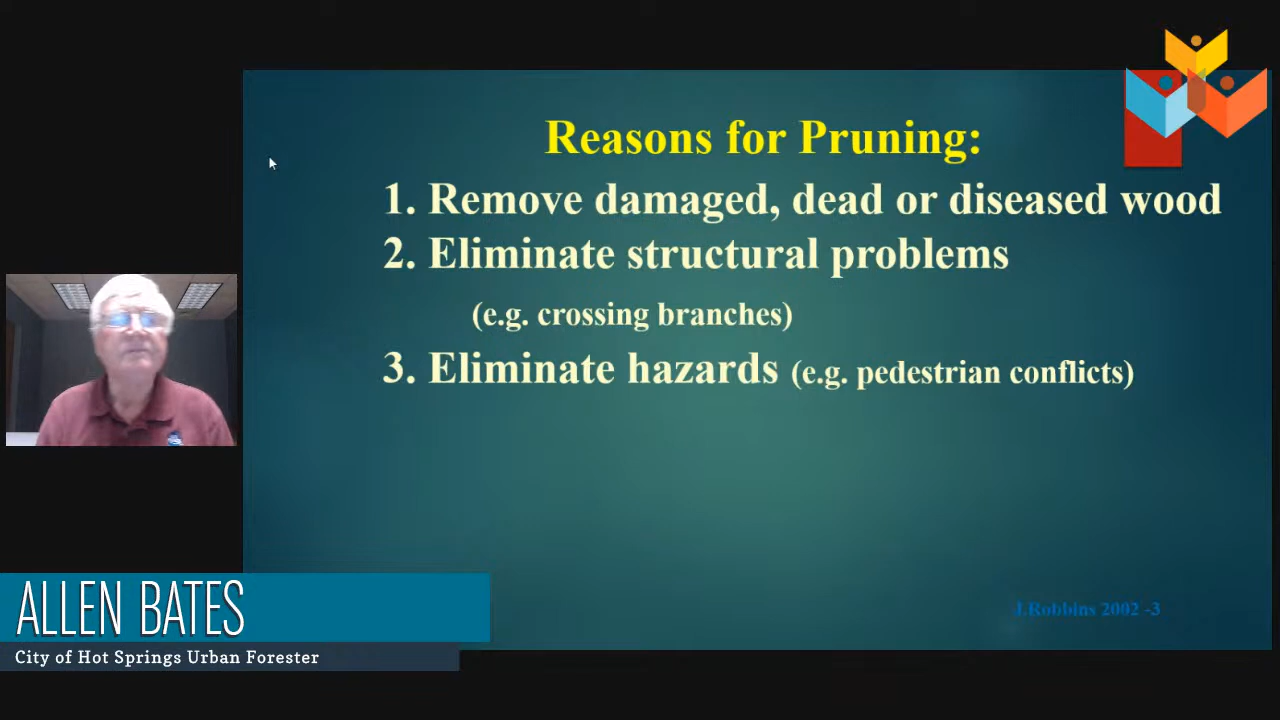 Reasons for Pruning:
1. Remove damaged, dead or diseased wood
2. Eliminate structural problems
(e.g. crossing branches)
3. Eliminate hazards (e.g. pedestrian conflicts)
J.Robbins 2002 -3
ALLEN BATES
City of Hot Springs Urban Forester